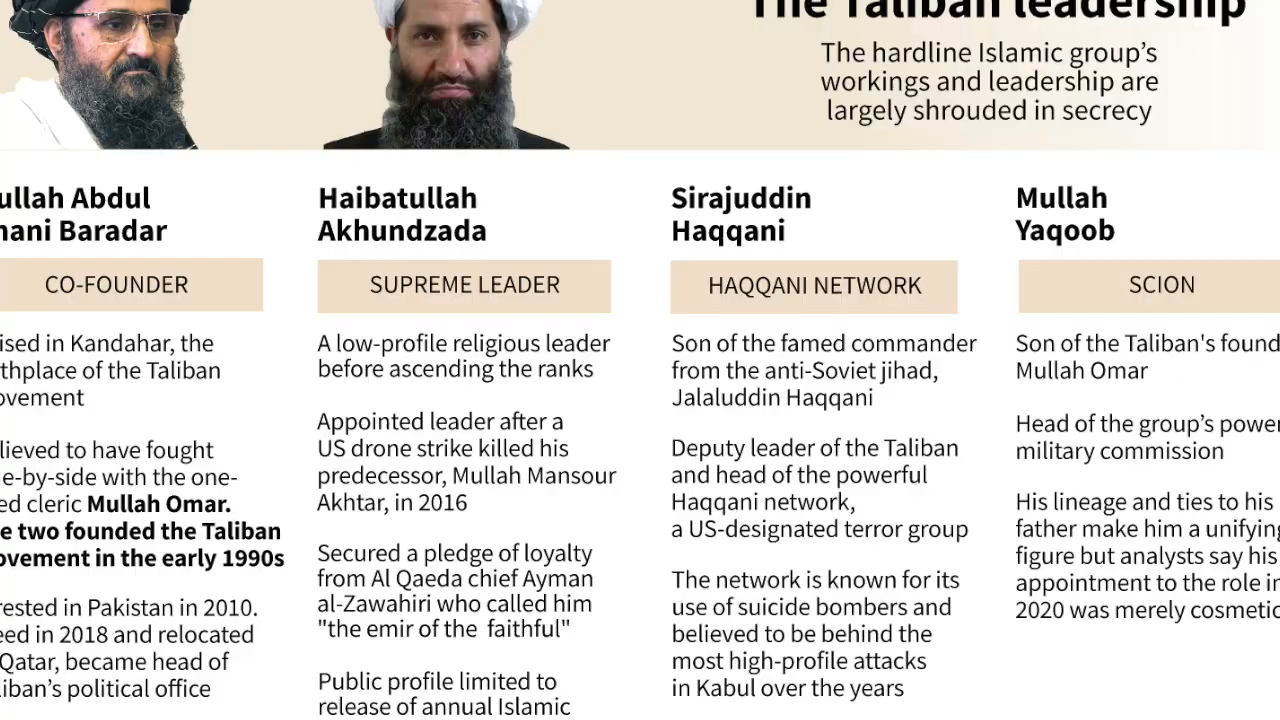 The Taliban leadership
The hardline Islamic group’s
workings and leadership are
largely shrouded in secrecy
ullah Abdul
hani Baradar
CO-FOUNDER
ised in Kandahar, the
thplace of the Taliban
ovement
lieved to have fought
e-by-side with the one-
ed cleric Mullah Omar.
e two founded the Taliban
ovement in the early 1990s
rested in Pakistan in 2010.
eed in 2018 and relocated
Qatar, became head of
iban’s political office
Haibatullah
Akhundzada
SUPREME LEADER
A low-profile religious leader
before ascending the ranks
Appointed leader after a
US drone strike killed his
predecessor, Mullah Mansour
Akhtar, in 2016
Secured a pledge of loyalty
from Al Qaeda chief Ayman
al-Zawahiri who called him
"the emir of the faithful"
Public profile limited to
release of annual Islamic
Sirajuddin
Haqqani
HAQQANI NETWORK
Son of the famed commander
from the anti-Soviet jihad,
Jalaluddin Haqqani
Deputy leader of the Taliban
and head of the powerful
Haqqani network,
a US-designated terror group
The network is known for its
use of suicide bombers and
believed to be behind the
most high-profile attacks
in Kabul over the years
Mullah
Yaqoob
SCION
Son of the Taliban's found
Mullah Omar
Head of the group’s power
military commission
His lineage and ties to his
father make him a unifying
figure but analysts say his
appointment to the role in
2020 was merely cosmetic